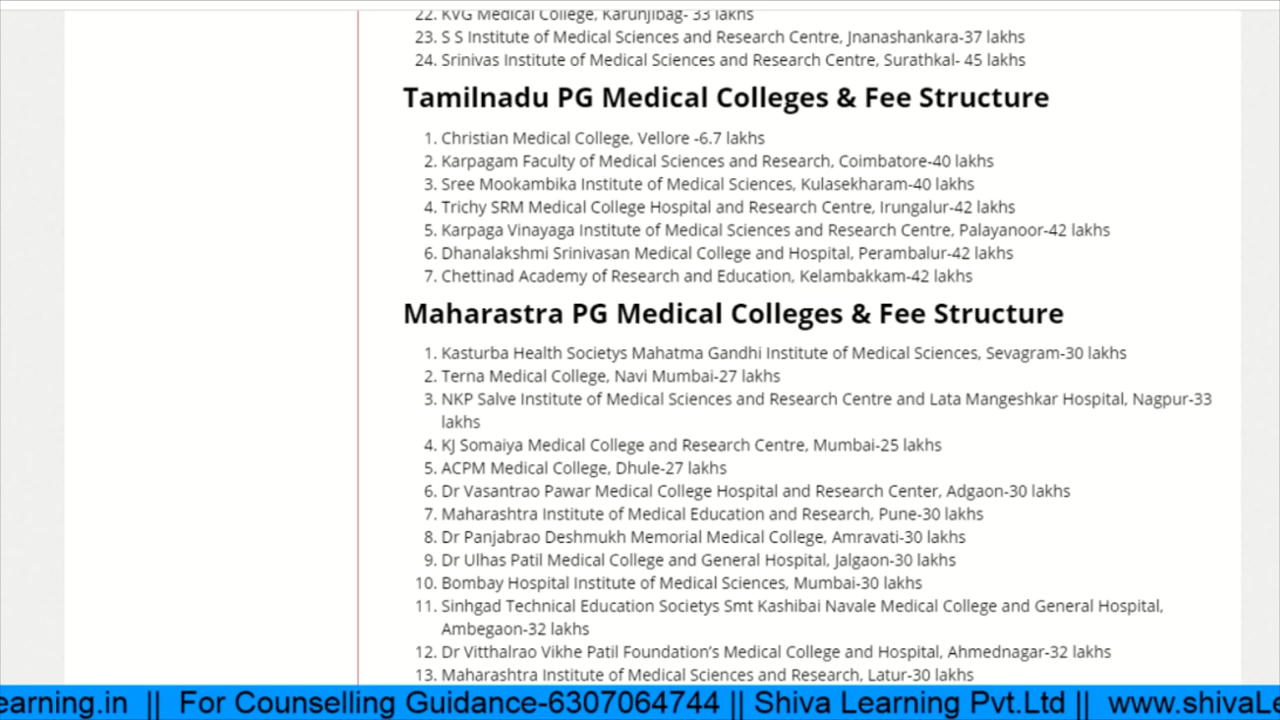 22. KVG Medical College, Karunjibag- 33 lakhs
23. S S Institute of Medical Sciences and Research Centre, Jnanashankara-37 lakhs
24. Srinivas Institute of Medical Sciences and Research Centre, Surathkal- 45 lakhs
Tamilnadu PG Medical Colleges & Fee Structure
1. Christian Medical College, Vellore -6.7 lakhs
2. Karpagam Faculty of Medical Sciences and Research, Coimbatore-40 lakhs
3. Sree Mookambika Institute of Medical Sciences, Kulasekharam-40 lakhs
4. Trichy SRM Medical College Hospital and Research Centre, Irungalur-42 lakhs
5. Karpaga Vinayaga Institute of Medical Sciences and Research Centre, Palayanoor-42 lakhs
6. Dhanalakshmi Srinivasan Medical College and Hospital, Perambalur-42 lakhs
7. Chettinad Academy of Research and Education, Kelambakkam-42 lakhs
Maharastra PG Medical Colleges & Fee Structure
1. Kasturba Health Societys Mahatma Gandhi Institute of Medical Sciences, Sevagram-30 lakhs
2. Terna Medical College, Navi Mumbai-27 lakhs
3. NKP Salve Institute of Medical Sciences and Research Centre and Lata Mangeshkar Hospital, Nagpur-33
lakhs
4. KJ Somaiya Medical College and Research Centre, Mumbai-25 lakhs
5. ACPM Medical College, Dhule-27 lakhs
6. Dr Vasantrao Pawar Medical College Hospital and Research Center, Adgaon-30 lakhs
7. Maharashtra Institute of Medical Education and Research, Pune-30 lakhs
8. Dr Panjabrao Deshmukh Memorial Medical College, Amravati-30 lakhs
9. Dr Ulhas Patil Medical College and General Hospital, Jalgaon-30 lakhs
10. Bombay Hospital Institute of Medical Sciences, Mumbai-30 lakhs
11. Sinhgad Technical Education Societys Smt Kashibai Navale Medical College and General Hospital,
Ambegaon-32 lakhs
12. Dr Vitthalrao Vikhe Patil Foundation’s Medical College and Hospital, Ahmednagar-32 lakhs
13. Maharashtra Institute of Medical Sciences and Research, Latur-30 lakhs
earning.in || For Counselling Guidance-6307064744 || Shiva Learning Pvt.Ltd || www.shivaLe